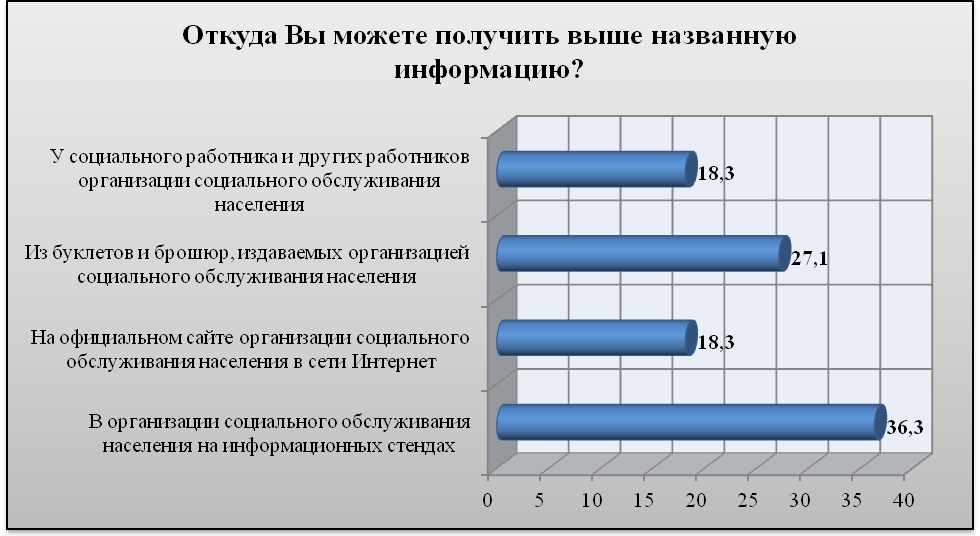 Откуда Вы можете получить выше названную
информацию?
У социального работника и других работников
организации социального обслуживания
населения
18,3
Из буклетов и брошюр, издаваемых организацией
социального обслуживания населения
27,1
На официальном сайте организации социального
обслуживания населения в сети Интернет
18,3
В организации социального обслуживания
населения на информационных стендах
36,3
0 5 10 15 20 25 30 35 40